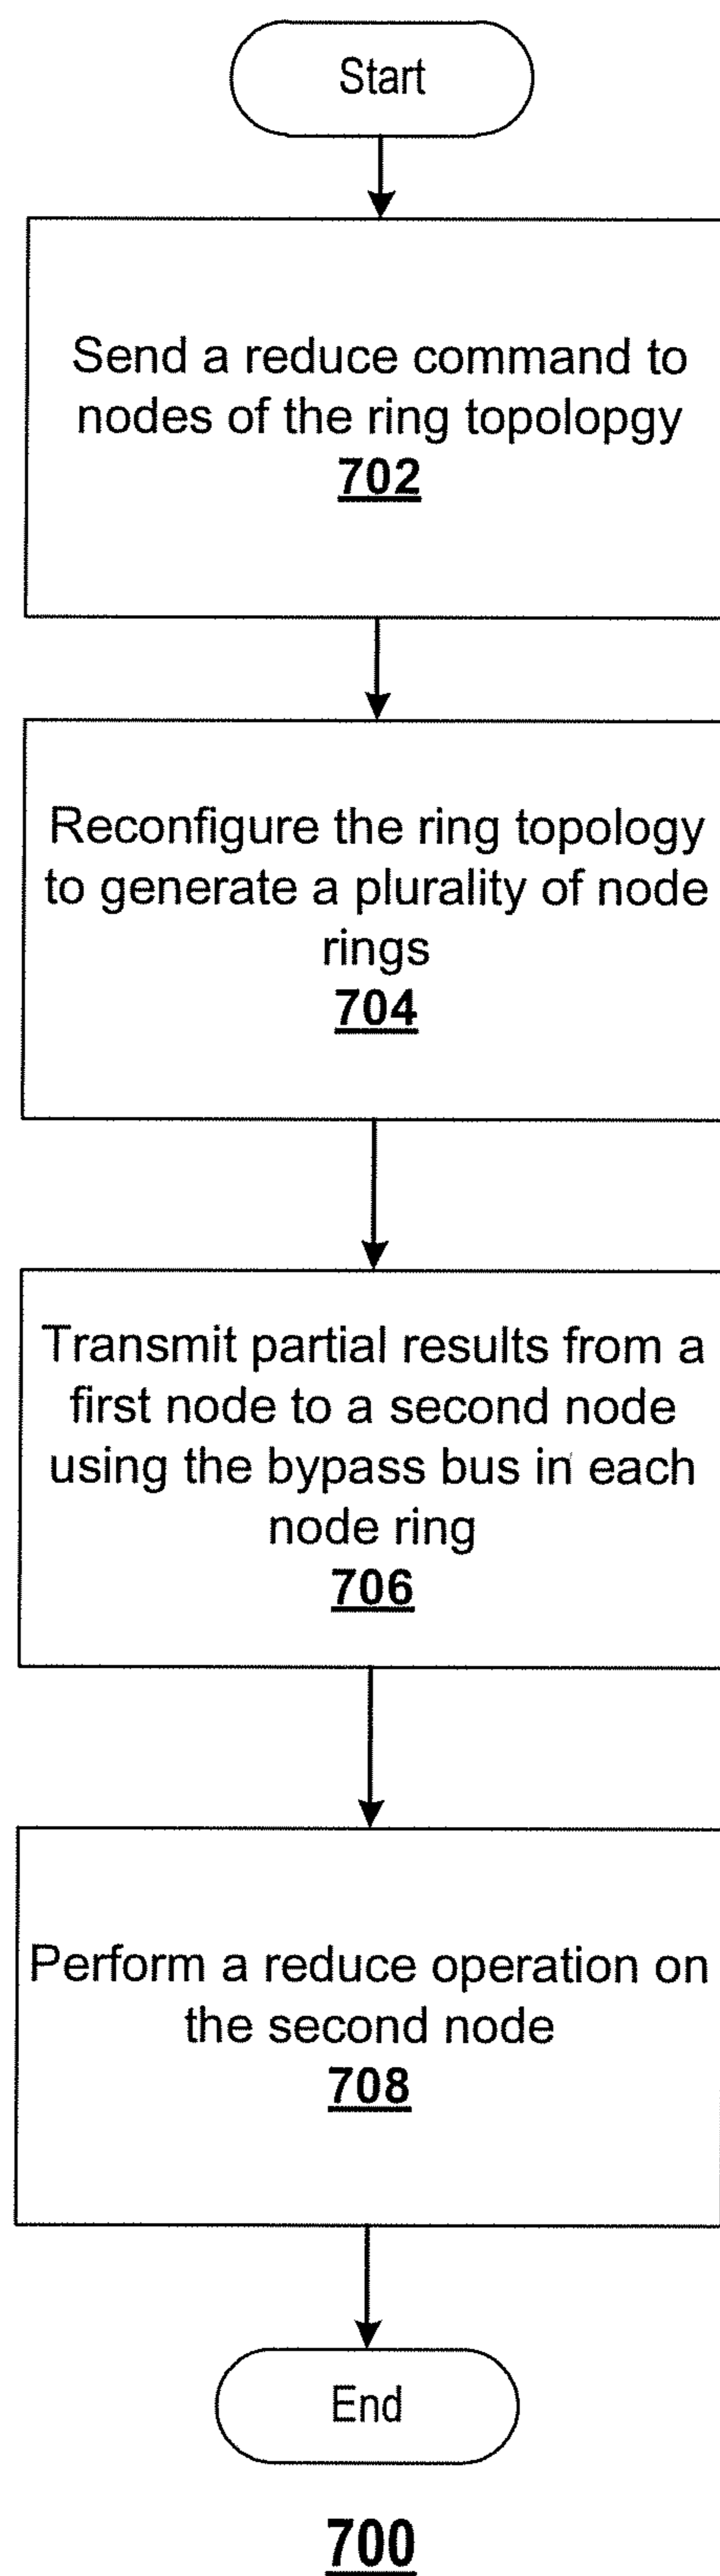 Start
Send a reduce command to
nodes of the ring topolopgy
702
Reconfigure the ring topology
to generate a plurality of node
rings
704
Transmit partial results from a
first node to a second node
using the bypass bus in each
node ring
706
Perform a reduce operation on
the second node
708
End
700